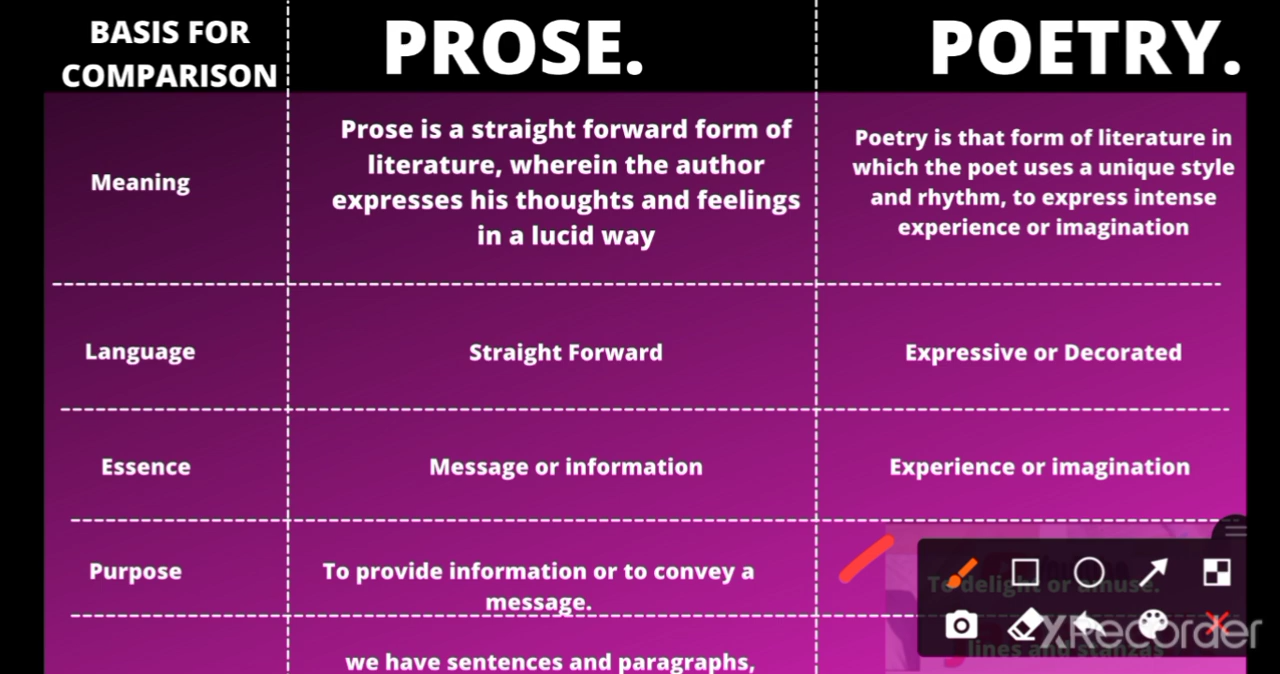 BASIS FOR
COMPARISON
PROSE.
POETRY.
Meaning
Prose is a straight forward form of
literature, wherein the author
expresses his thoughts and feelings
in a lucid way
Poetry is that form of literature in
which the poet uses a unique style
and rhythm, to express intense
experience or imagination
Language
Straight Forward
Expressive or Decorated
Essence
Message or information
Experience or imagination
Purpose
To provide information or to convey a
message.
To delight or amuse.
we have sentences and paragraphs,
lines and stanzas
XRecorder